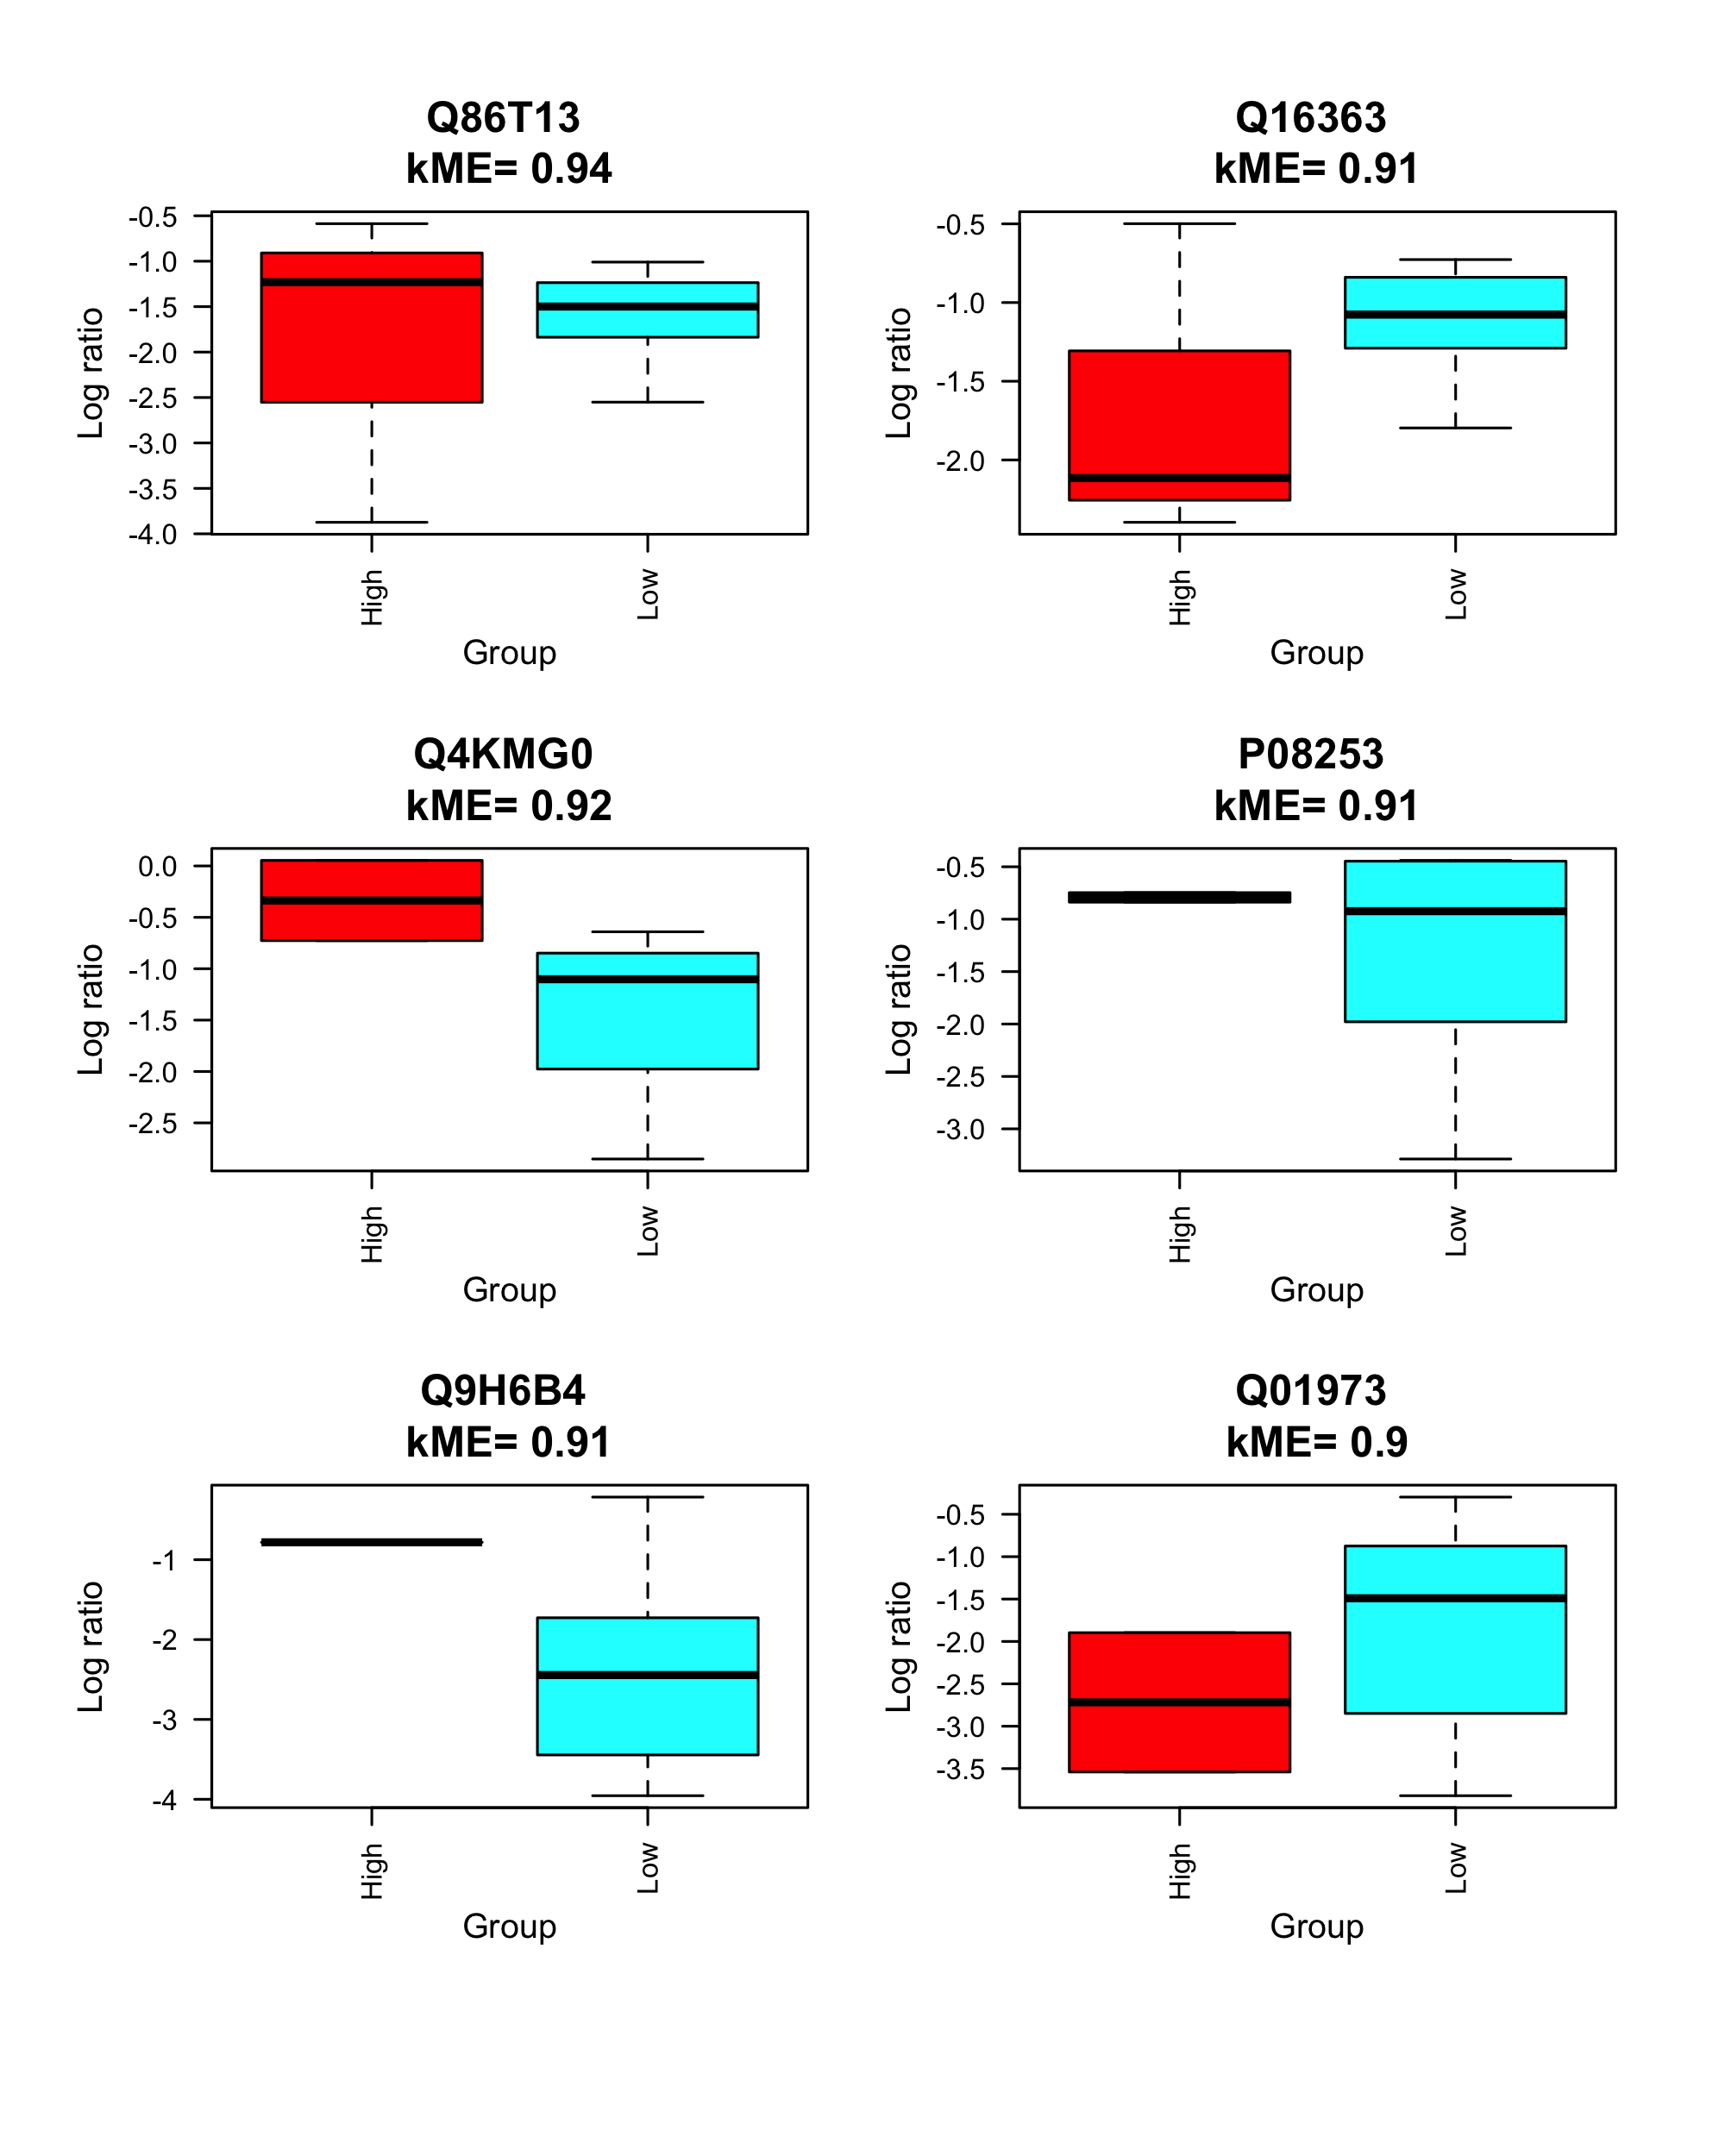 Q86T13
kME= 0.94
-0.5
-1.0
-1.5
-2.0
-2.5
-3.0
-3.5
-4.0
Log ratio
High
Low
Group
Q16363
kME= 0.91
-0.5
-1.0
-1.5
-2.0
Log ratio
High
Low
Group
Q4KMG0
kME= 0.92
0.0
-0.5
-1.0
-1.5
-2.0
-2.5
Log ratio
High
Low
Group
P08253
kME= 0.91
-0.5
-1.0
-1.5
-2.0
-2.5
-3.0
Log ratio
High
Low
Group
Q9H6B4
kME= 0.91
-1
-2
-3
-4
Log ratio
High
Low
Group
Q01973
kME= 0.9
-0.5
-1.0
-1.5
-2.0
-2.5
-3.0
-3.5
Log ratio
High
Low
Group